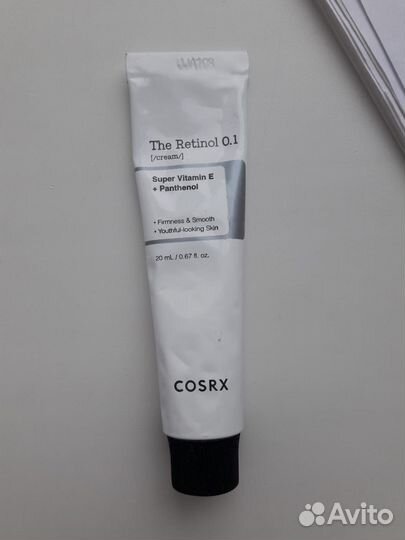 The Retinol 0.1
[/cream/]
Super Vitamin E
+ Panthenol
• Firmness & Smooth
• Youthful-looking Skin
20 mL / 0.67 fl. oz.
COSRX
Avito